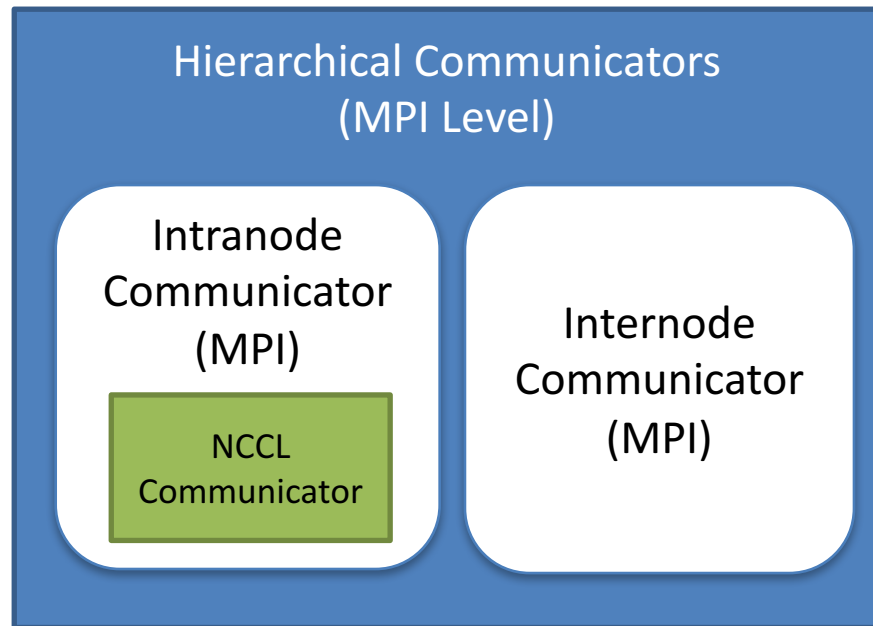 Hierarchical Communicators
(MPI Level)
Intranode
Communicator
(MPI)
NCCL
Communicator
Internode
Communicator
(MPI)